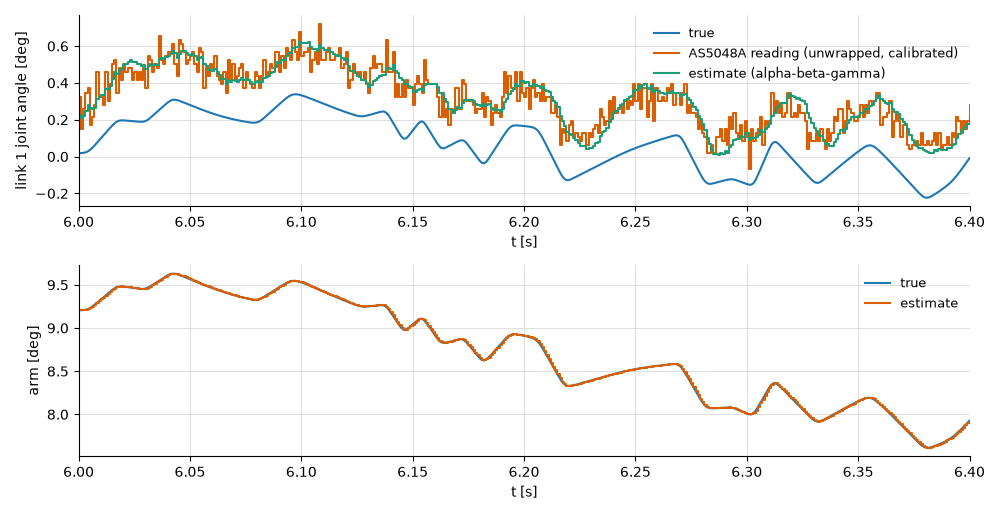 link 1 joint angle [deg]
0.6
0.4
0.2
0.0
−0.2
true
AS5048A reading (unwrapped, calibrated)
estimate (alpha-beta-gamma)
6.00 6.05 6.10 6.15 6.20 6.25 6.30 6.35 6.40
t [s]
arm [deg]
9.5
9.0
8.5
8.0
true
estimate
6.00 6.05 6.10 6.15 6.20 6.25 6.30 6.35 6.40
t [s]